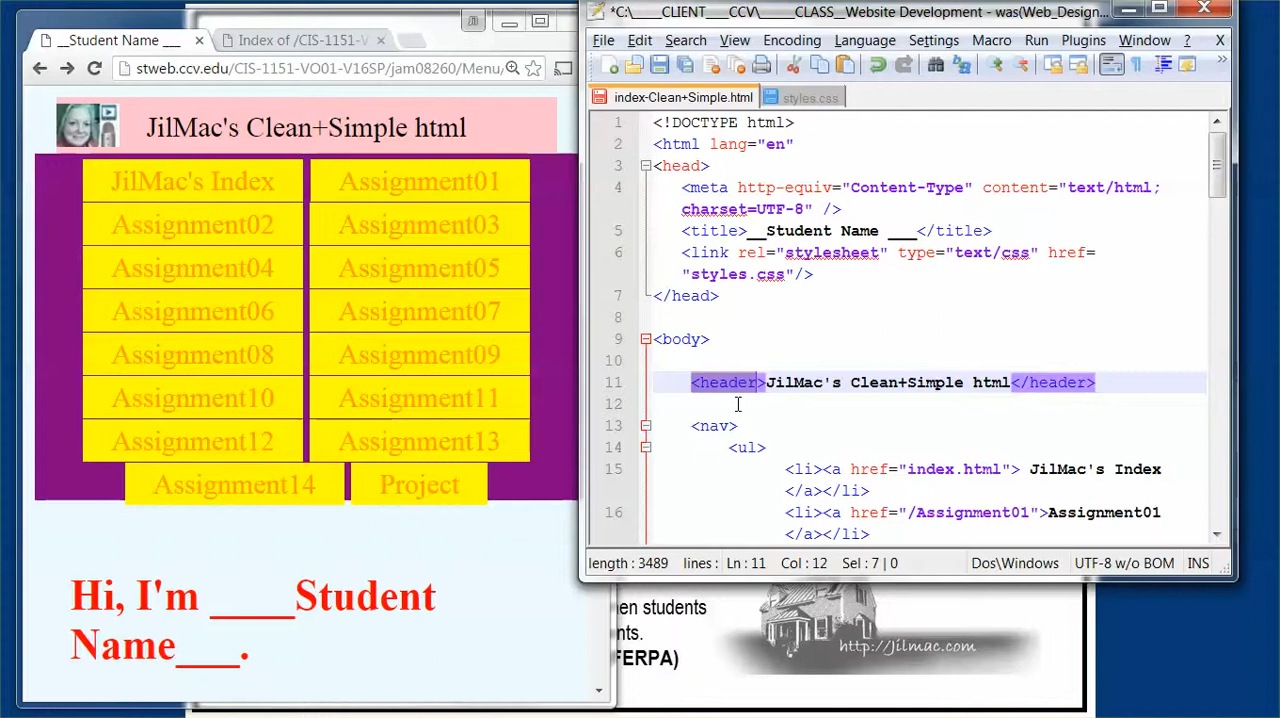 __Student Name ___
Index of /CIS-1151-V
stweb.ccv.edu/CIS-1151-VO01-V16SP/jam08260/Menu/
JilMac's Clean+Simple html
JilMac's Index
Assignment01
Assignment02
Assignment03
Assignment04
Assignment05
Assignment06
Assignment07
Assignment08
Assignment09
Assignment10
Assignment11
Assignment12
Assignment13
Assignment14
Project
Hi, I'm ____Student
Name___.
*C:\____CLIENT___CCV\_____CLASS__Website Development - was(Web_Design...
File Edit Search View Encoding Language Settings Macro Run Plugins Window ? X
index-Clean+Simple.html
styles.css
1 <!DOCTYPE html>
2 <html lang="en"
3 <head>
4 <meta http-equiv="Content-Type" content="text/html;
charset=UTF-8" />
5 <title>__Student Name ___</title>
6 <link rel="stylesheet" type="text/css" href=
"styles.css"/>
7 </head>
8
9 <body>
10
11 <header>JilMac's Clean+Simple html</header>
12
13 <nav>
14 <ul>
15 <li><a href="index.html"> JilMac's Index
</a></li>
16 <li><a href="/Assignment01">Assignment01
</a></li>
length : 3489 lines : Ln : 11 Col : 12 Sel : 7 | 0 Dos\Windows UTF-8 w/o BOM INS
en students
nts.
FERPA)
http://jilmac.com